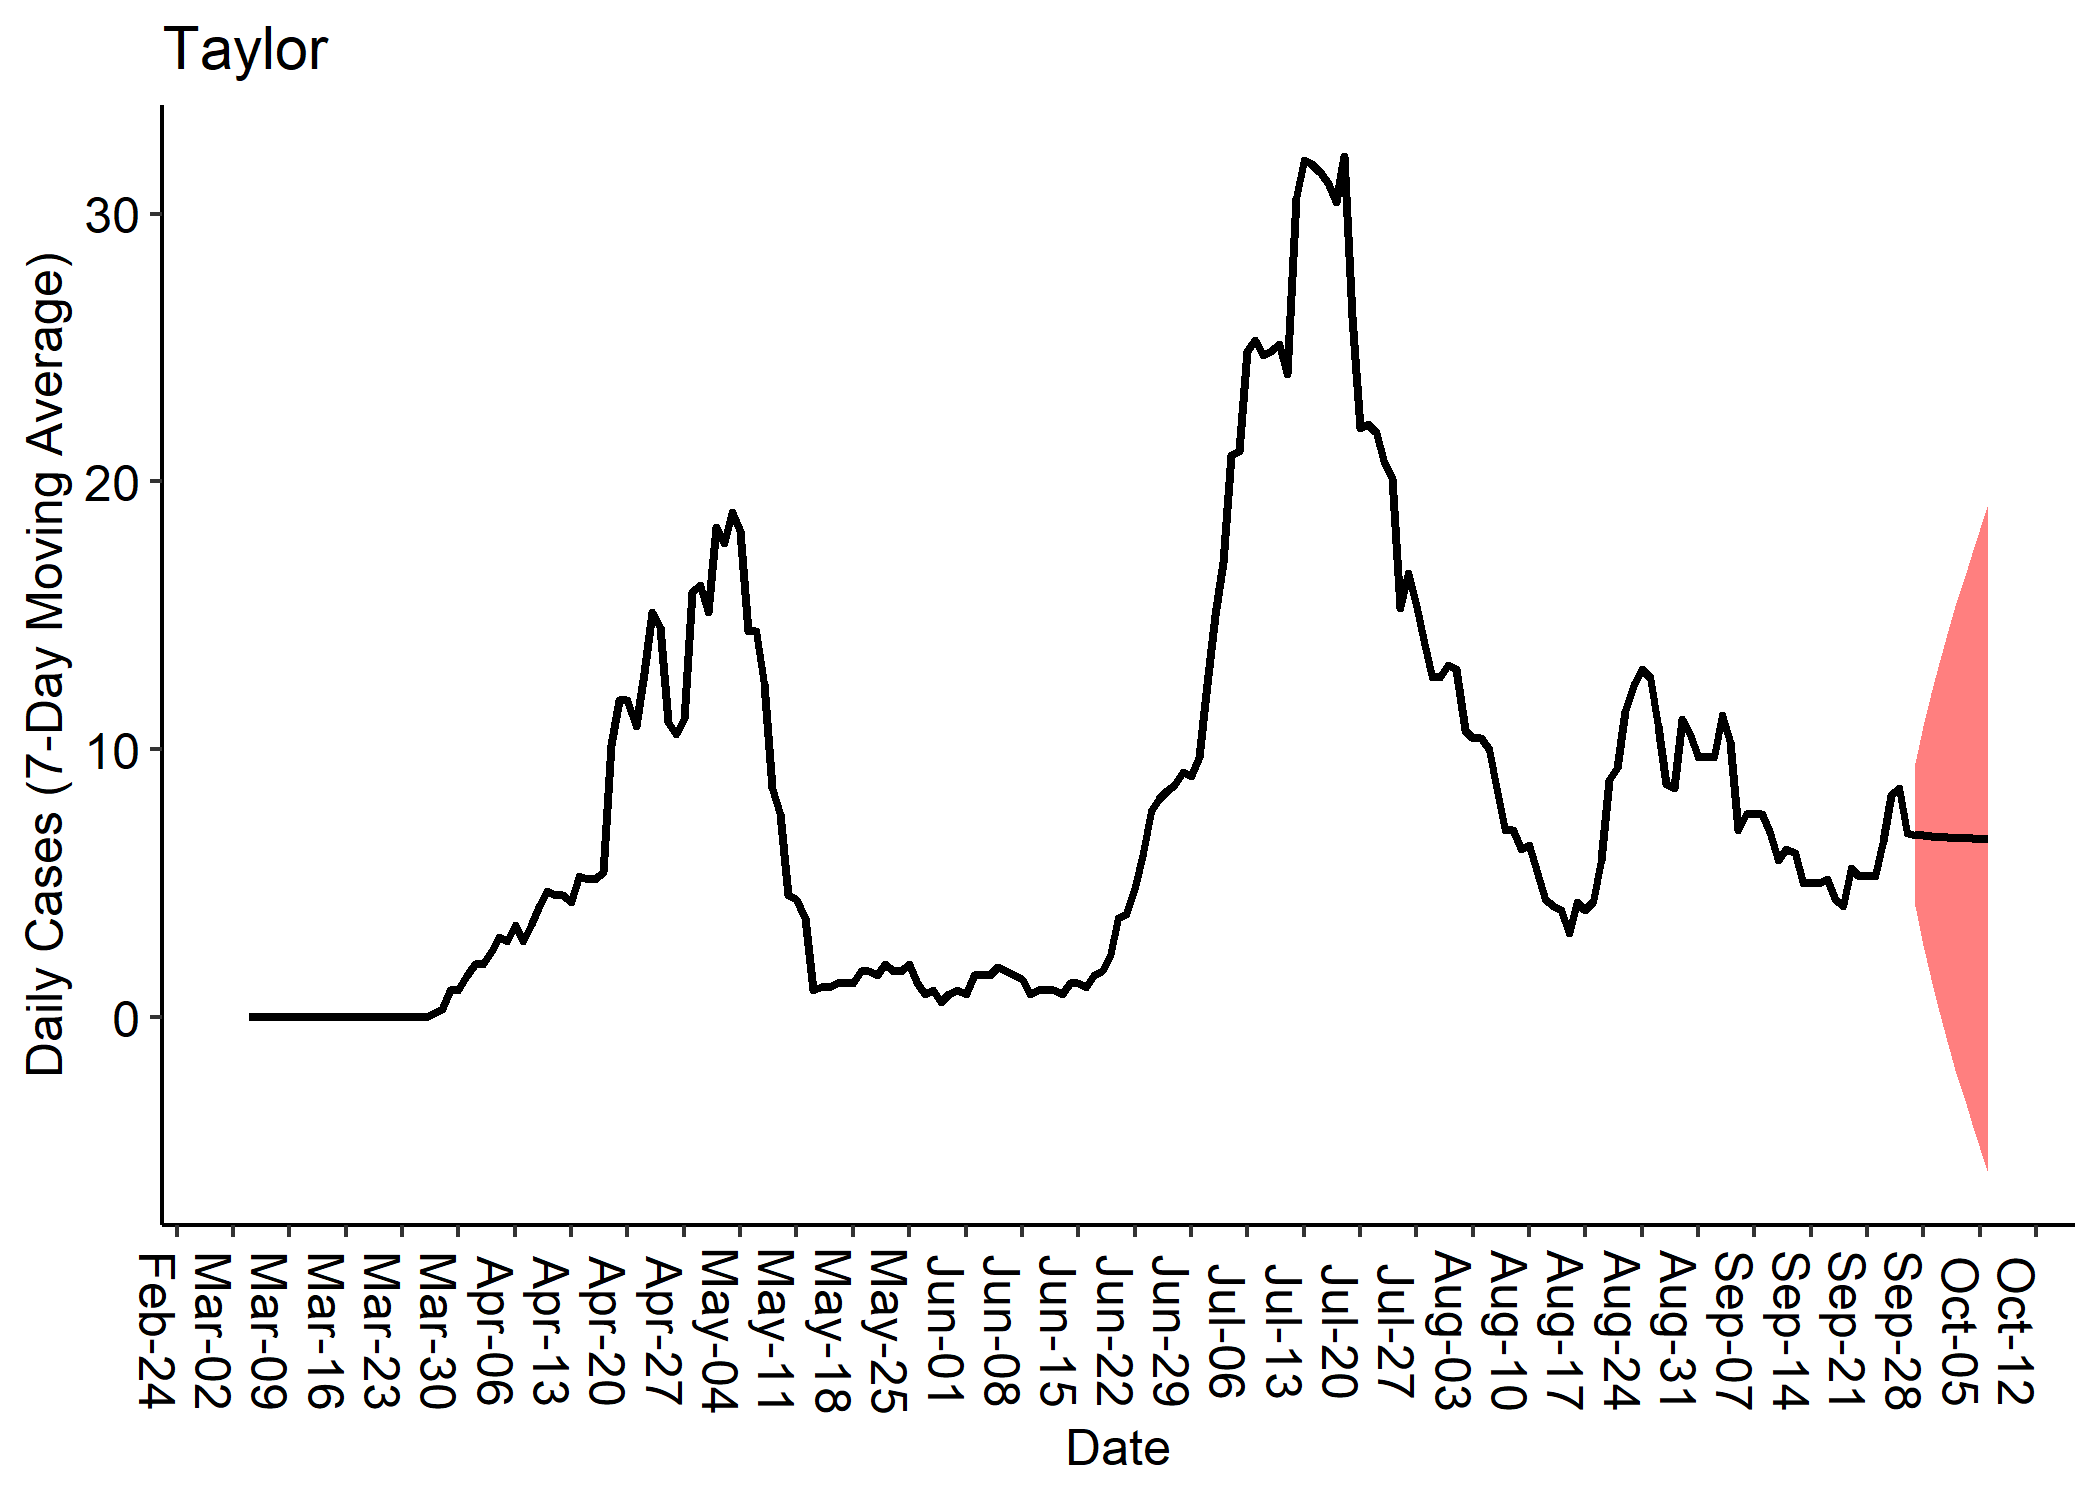 Taylor
Daily Cases (7-Day Moving Average)
30
20
10
0
Feb-24
Mar-02
Mar-09
Mar-16
Mar-23
Mar-30
Apr-06
Apr-13
Apr-20
Apr-27
May-04
May-11
May-18
May-25
Jun-01
Jun-08
Jun-15
Jun-22
Jun-29
Jul-06
Jul-13
Jul-20
Jul-27
Aug-03
Aug-10
Aug-17
Aug-24
Aug-31
Sep-07
Sep-14
Sep-21
Sep-28
Oct-05
Oct-12
Date